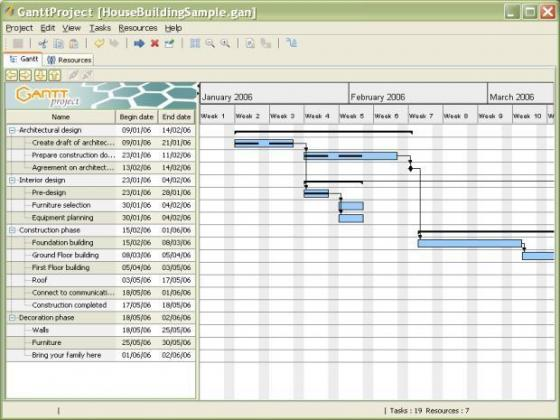 GanttProject [HouseBuildingSample.gan]
Project Edit View Tasks Resources Help
Gantt Resources
GANTT project
January 2006 February 2006 March 2006
Name Begin date End date Week 1 Week 2 Week 3 Week 4 Week 5 Week 6 Week 7 Week 8 Week 9 Week 10 Week
Architectural design 09/01/06 14/02/06
Create draft of architec... 09/01/06 21/01/06
Prepare construction do... 23/01/06 11/02/06
Agreement on architect... 13/02/06 14/02/06
Interior design 23/01/06 04/02/06
Pre-design 23/01/06 28/01/06
Furniture selection 30/01/06 04/02/06
Equipment planning 30/01/06 04/02/06
Construction phase 15/02/06 01/06/06
Foundation building 15/02/06 08/03/06
Ground Floor building 08/03/06 05/04/06
First Floor building 05/04/06 03/05/06
Roof 03/05/06 17/05/06
Connect to communicati... 18/05/06 01/06/06
Construction completed 17/05/06 18/05/06
Decoration phase 18/05/06 02/06/06
Walls 18/05/06 25/05/06
Furniture 25/05/06 30/05/06
Bring your family here 01/06/06 02/06/06
Tasks : 19 Resources : 7